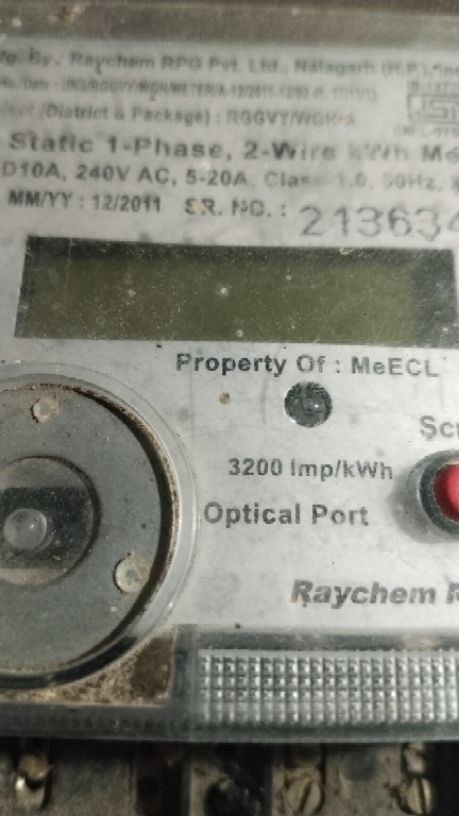 By. Raychem RPG Pvt. Ltd., Nalagarh (H.P.),
(District & Package) : RGGVY/WGH-A
Static 1-Phase, 2-Wire kWh
D10A, 240V AC, 5-20A, Class 1.0, 50Hz,
MM/YY : 12/2011 SR. NO. : 213634
Property Of : MeECL
3200 Imp/kWh
Optical Port
Raychem